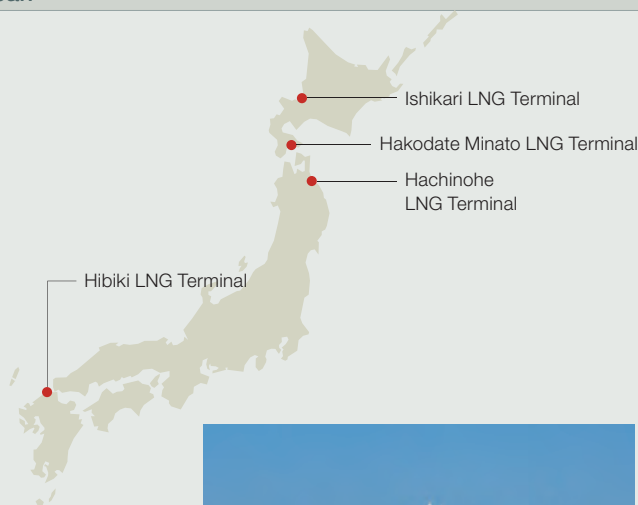 Ishikari LNG Terminal
Hakodate Minato LNG Terminal
Hachinohe
LNG Terminal
Hibiki LNG Terminal